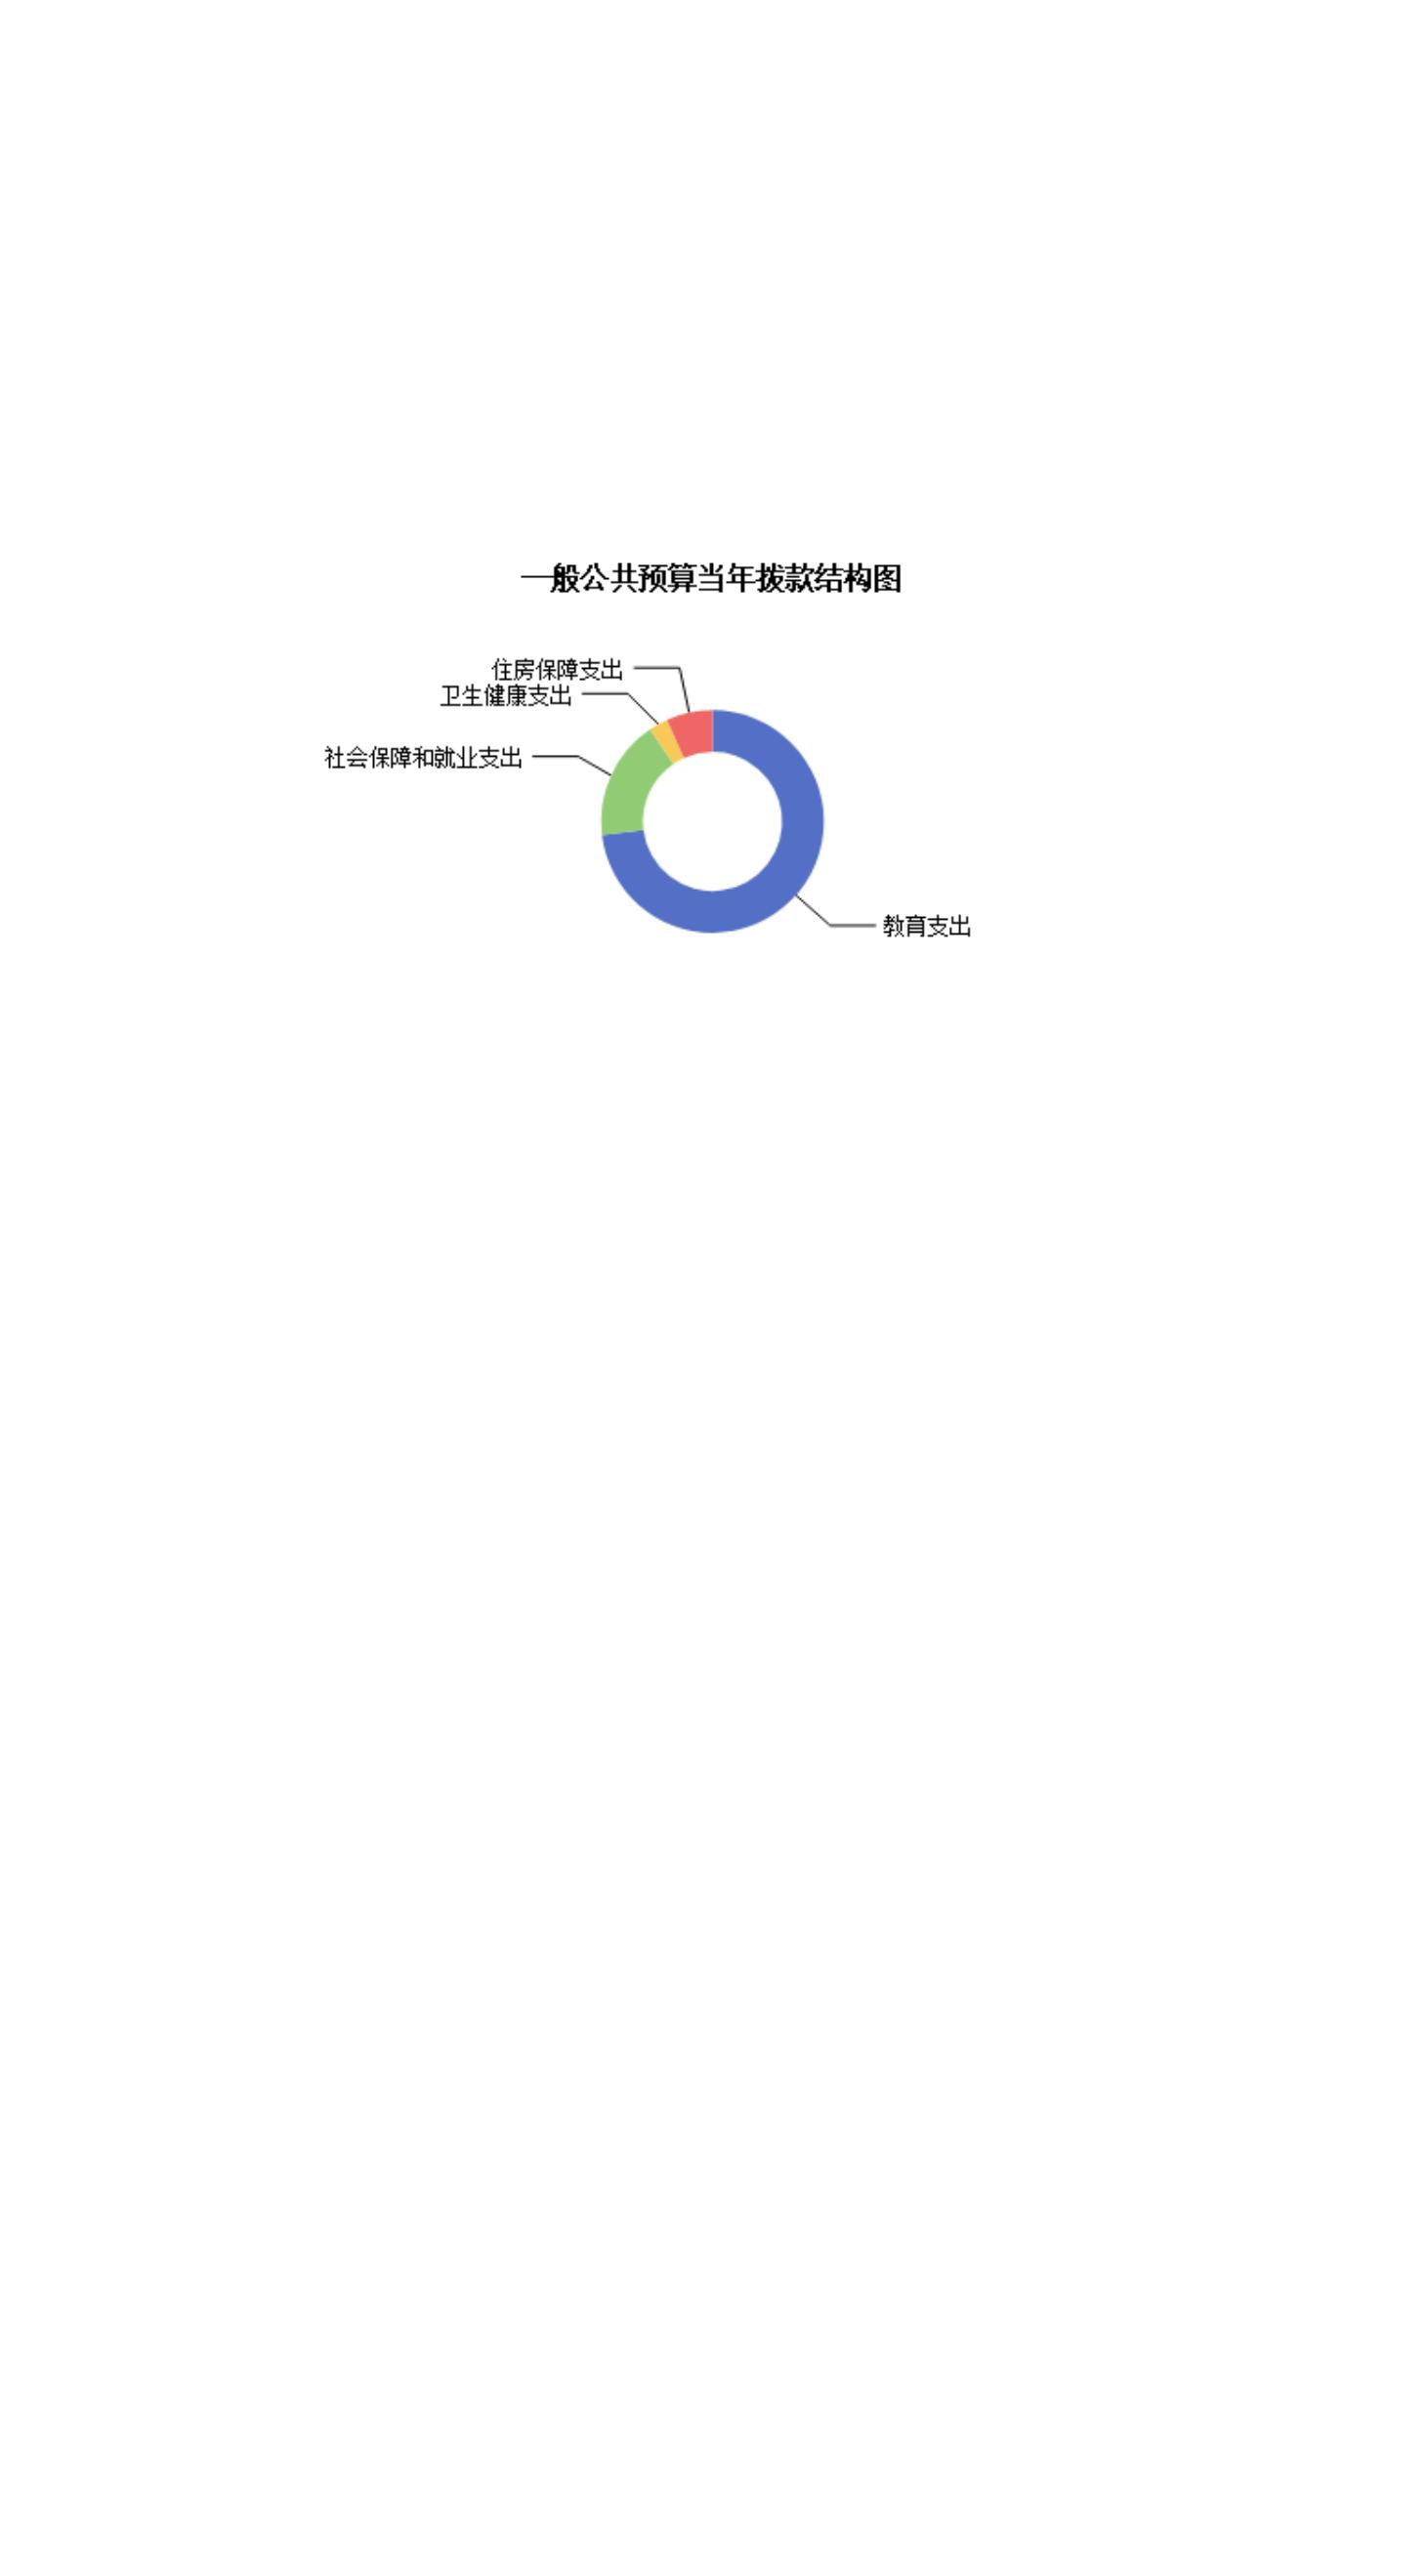 一般公共预算当年拨款结构图
住房保障支出
卫生健康支出
社会保障和就业支出
教育支出